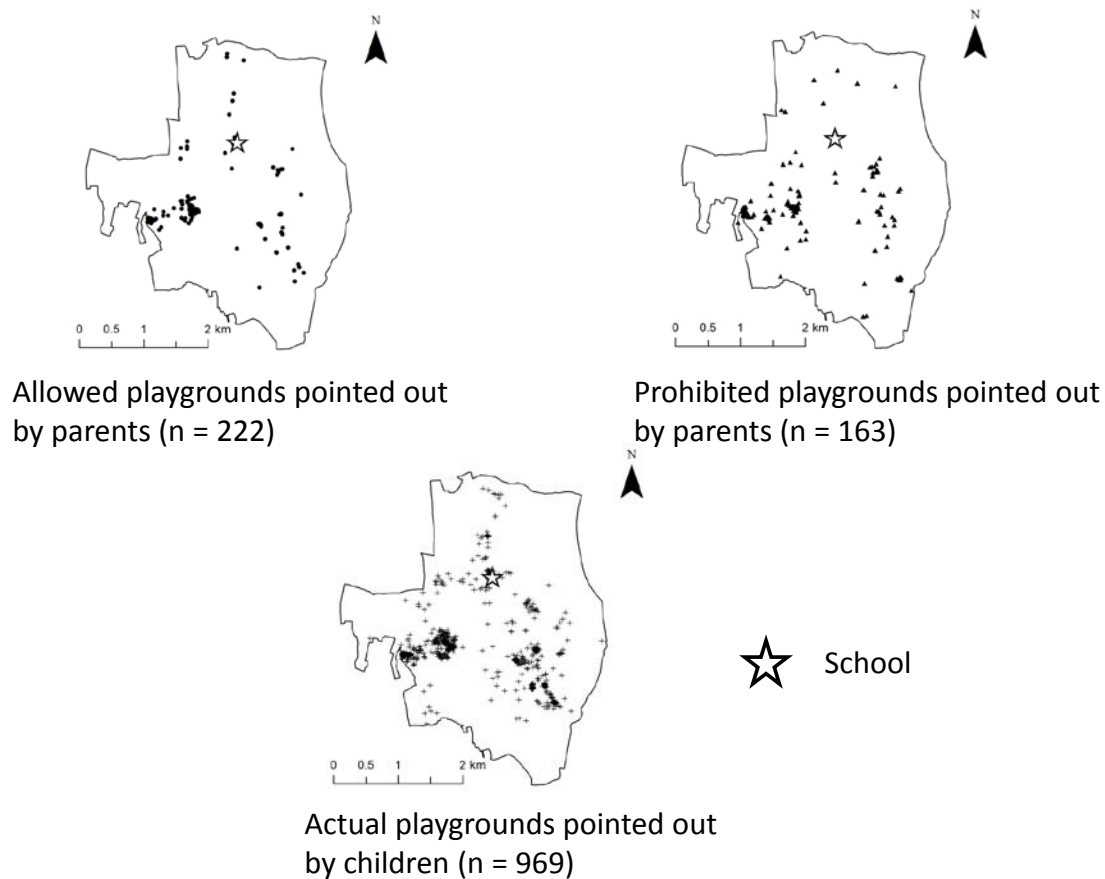 N
0 0.5 1 2 km
Allowed playgrounds pointed out
by parents (n = 222)
N
0 0.5 1 2 km
Prohibited playgrounds pointed out
by parents (n = 163)
N
School
0 0.5 1 2 km
Actual playgrounds pointed out
by children (n = 969)